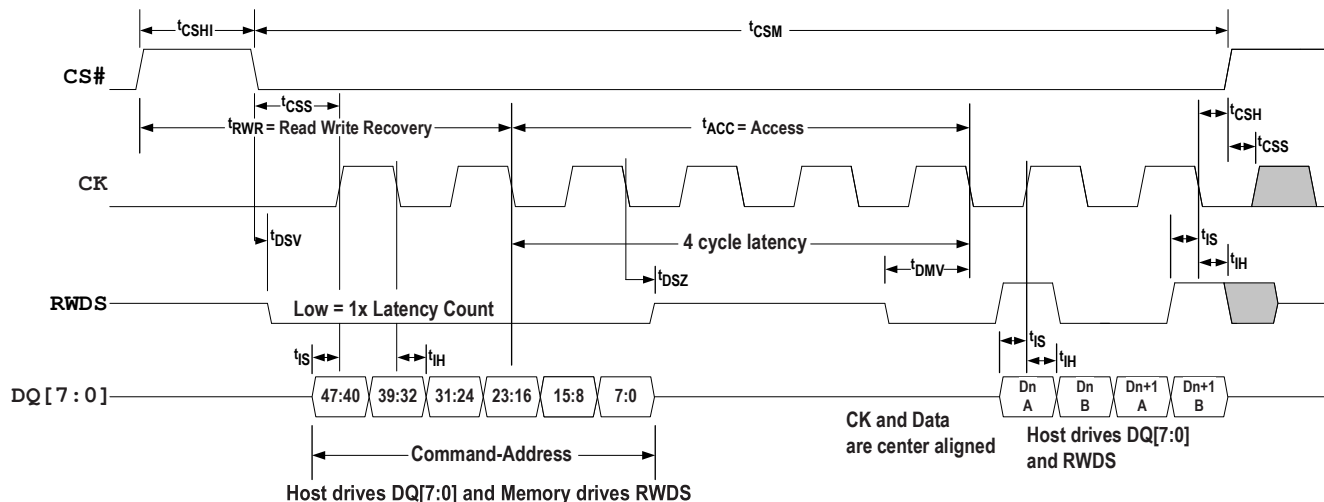 tCSHI
tCSM
CS#
tCSS
tRWR = Read Write Recovery
tACC = Access
tCSH
tCSS
CK
tDSV
4 cycle latency
tIS
tDMV
tIH
tDSZ
RWDS
Low = 1x Latency Count
tIS
tIH
tIS
tIH
DQ[7:0]
47:40
39:32
31:24
23:16
15:8
7:0
Dn
A
Dn
B
Dn+1
A
Dn+1
B
CK and Data
are center aligned
Host drives DQ[7:0]
and RWDS
Command-Address
Host drives DQ[7:0] and Memory drives RWDS